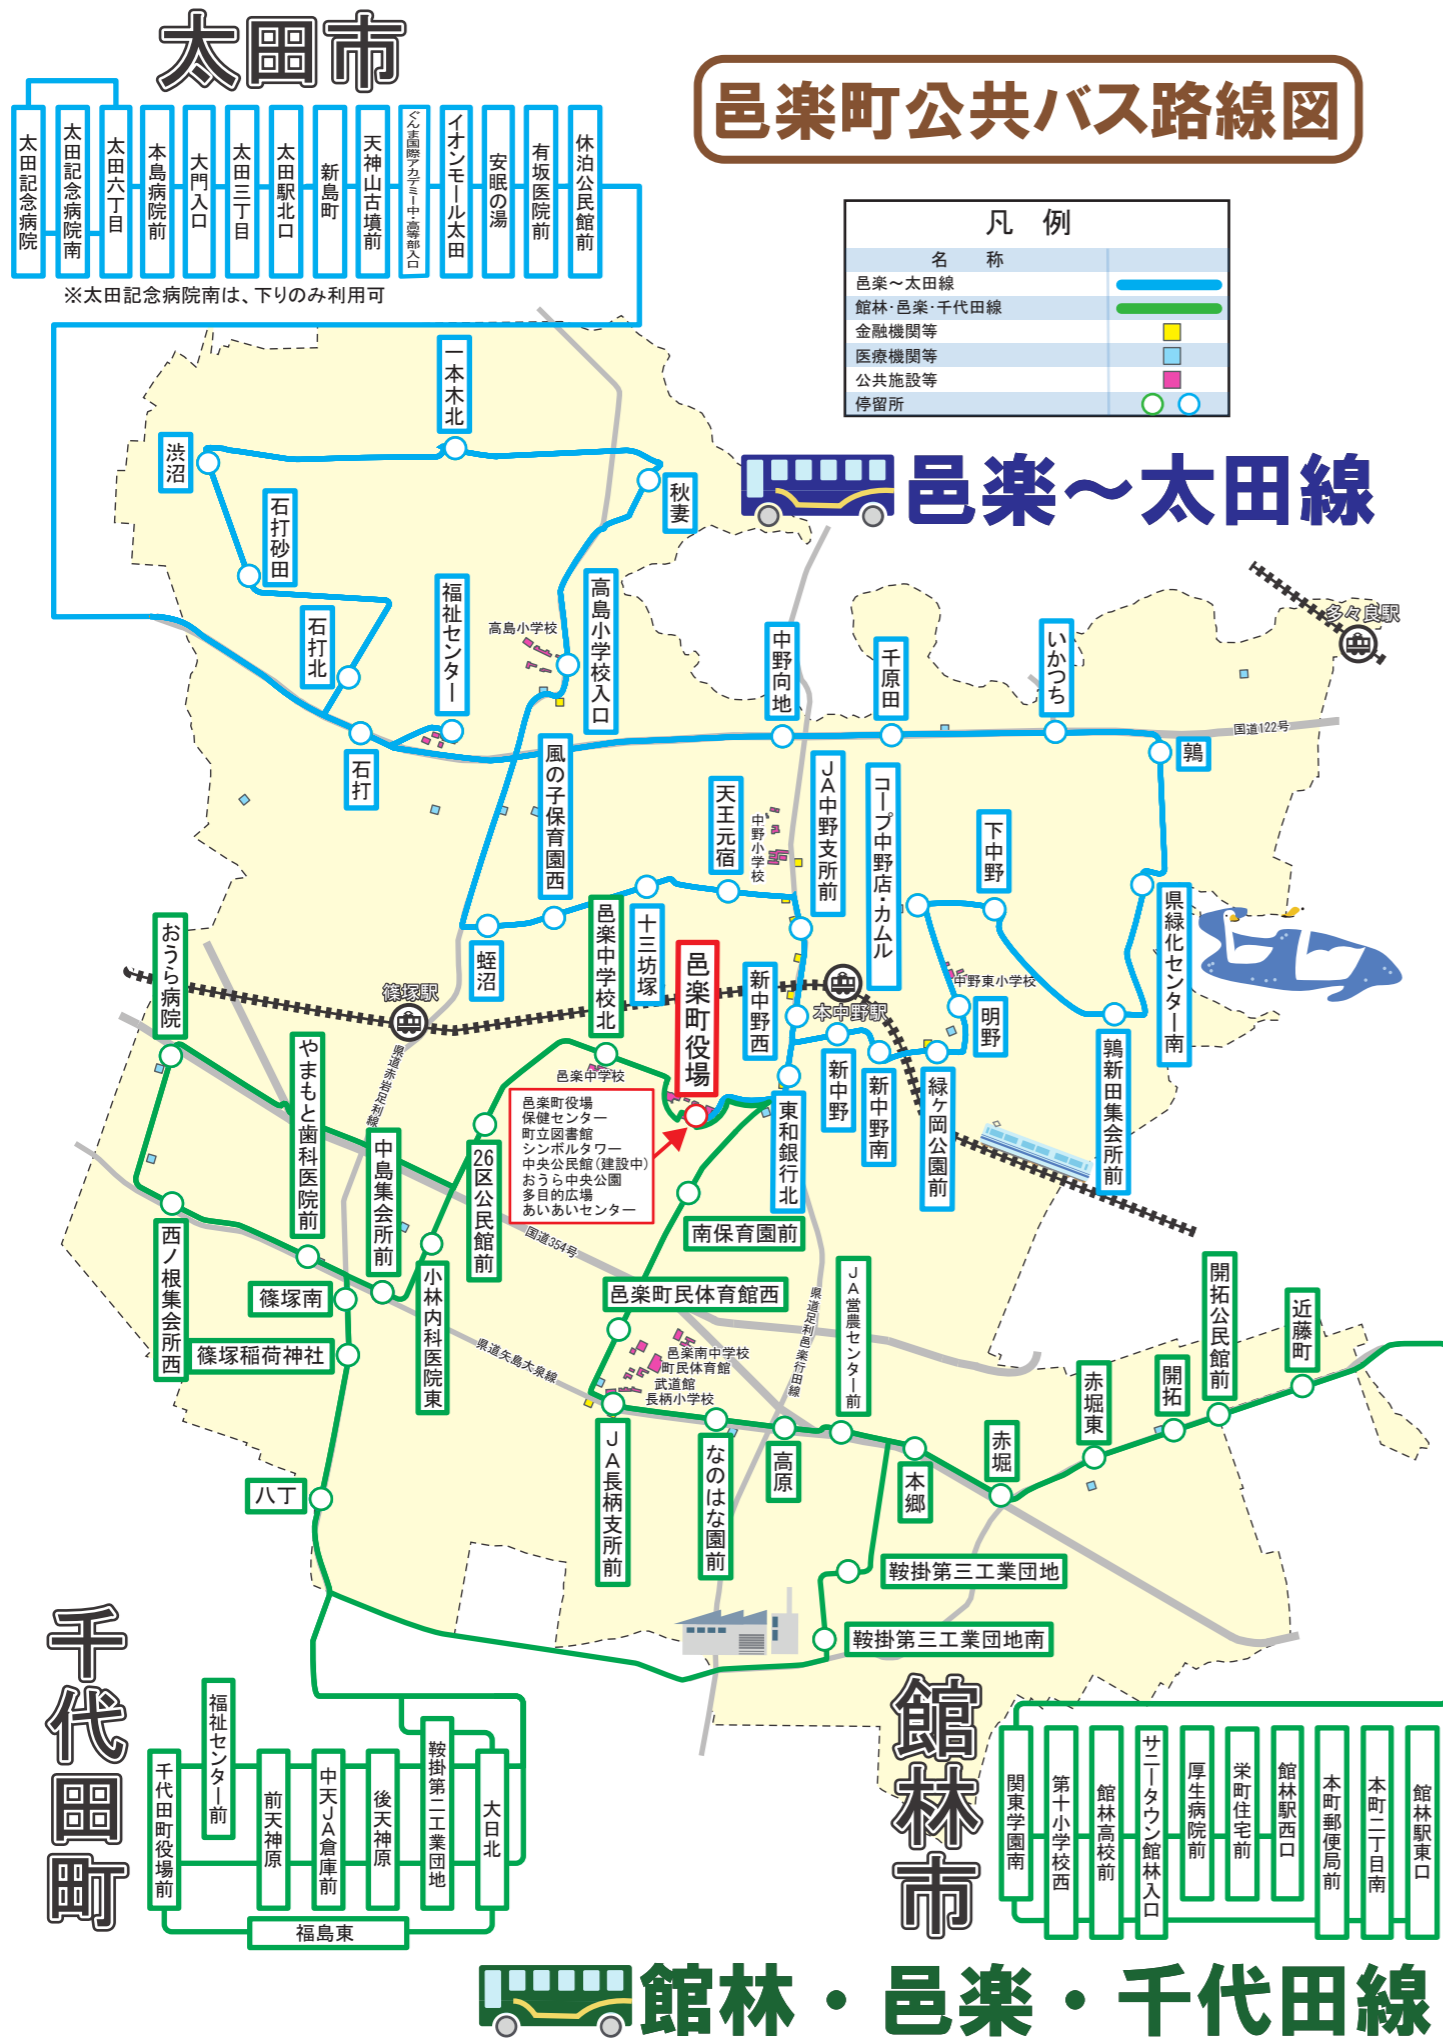 太田市
邑楽町公共バス路線図
太田記念病院
太田記念病院南
太田六丁目
本島病院前
大門入口
太田三丁目
太田駅北口
新島町
天神山古墳前
ぐんま国際アカデミー中・高等部入口
イオンモール太田
安眠の湯
有坂医院前
休泊公民館前
※太田記念病院南は、下りのみ利用可
凡 例
名 称
邑楽～太田線
館林・邑楽・千代田線
金融機関等
医療機関等
公共施設等
停留所
邑楽～太田線
一本木北
渋沼
秋妻
石打砂田
石打北
福祉センター
高島小学校
高島小学校入口
中野向地
千原田
いかつち
多々良駅
国道122号
鶉
石打
風の子保育園西
天王元宿
中野小学校
JA中野支所前
コープ中野店・カムル
下中野
県緑化センター南
おうら病院
蛭沼
邑楽中学校北
十三坊塚
邑楽町役場
新中野西
本中野駅
中野東小学校
明野
篠塚駅
県道赤岩足利線
やまもと歯科医院前
中島集会所前
邑楽中学校
26区公民館前
邑楽町役場
保健センター
町立図書館
シンボルタワー
中央公民館(建設中)
おうら中央公園
多目的広場
あいあいセンター
東和銀行北
新中野
新中野南
緑ヶ岡公園前
鶉新田集会所前
西ノ根集会所西
篠塚南
篠塚稲荷神社
小林内科医院東
国道354号
南保育園前
邑楽町民体育館西
県道足利邑楽行田線
県道矢島大泉線
邑楽南中学校
町民体育館
武道館
長柄小学校
JA営農センター前
開拓公民館前
近藤町
開拓
赤堀東
赤堀
本郷
高原
なのはな園前
JA長柄支所前
八丁
鞍掛第三工業団地
鞍掛第三工業団地南
千代田町
千代田町役場前
福祉センター前
前天神原
中天JA倉庫前
後天神原
鞍掛第二工業団地
大日北
福島東
館林市
関東学園南
第十小学校西
館林高校前
サニータウン館林入口
厚生病院前
栄町住宅前
館林駅西口
本町郵便局前
本町二丁目南
館林駅東口
館林・邑楽・千代田線